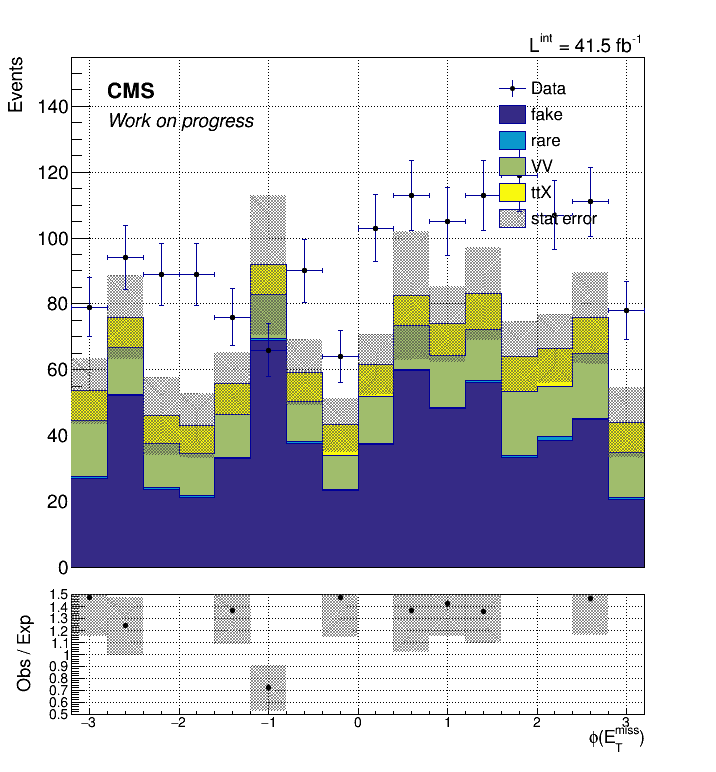 L^int = 41.5 fb^-1
Events
CMS
Work on progress
Data
fake
rare
VV
ttX
stat error
140
120
100
80
60
40
20
0
Obs / Exp
1.5
1.4
1.3
1.2
1.1
1
0.9
0.8
0.7
0.6
0.5
−3 −2 −1 0 1 2 3
ϕ(E_T^miss)